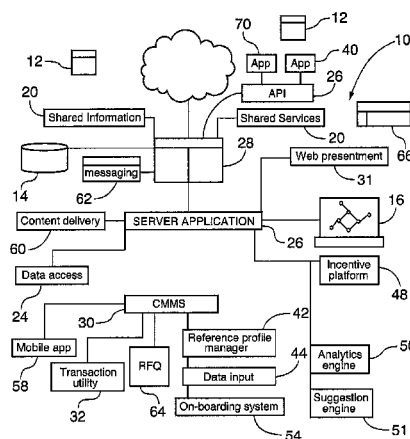 12
70
40
12
App
App
10
API
26
20
Shared Information
Shared Services
20
66
28
messaging
14
62
Web presentment
31
Content delivery
SERVER APPLICATION
16
60
26
Incentive platform
48
Data access
24
CMMS
30
42
Reference profile manager
Mobile app
58
44
Transaction utility
32
RFQ
64
Data input
Analytics engine
50
On-boarding system
54
Suggestion engine
51